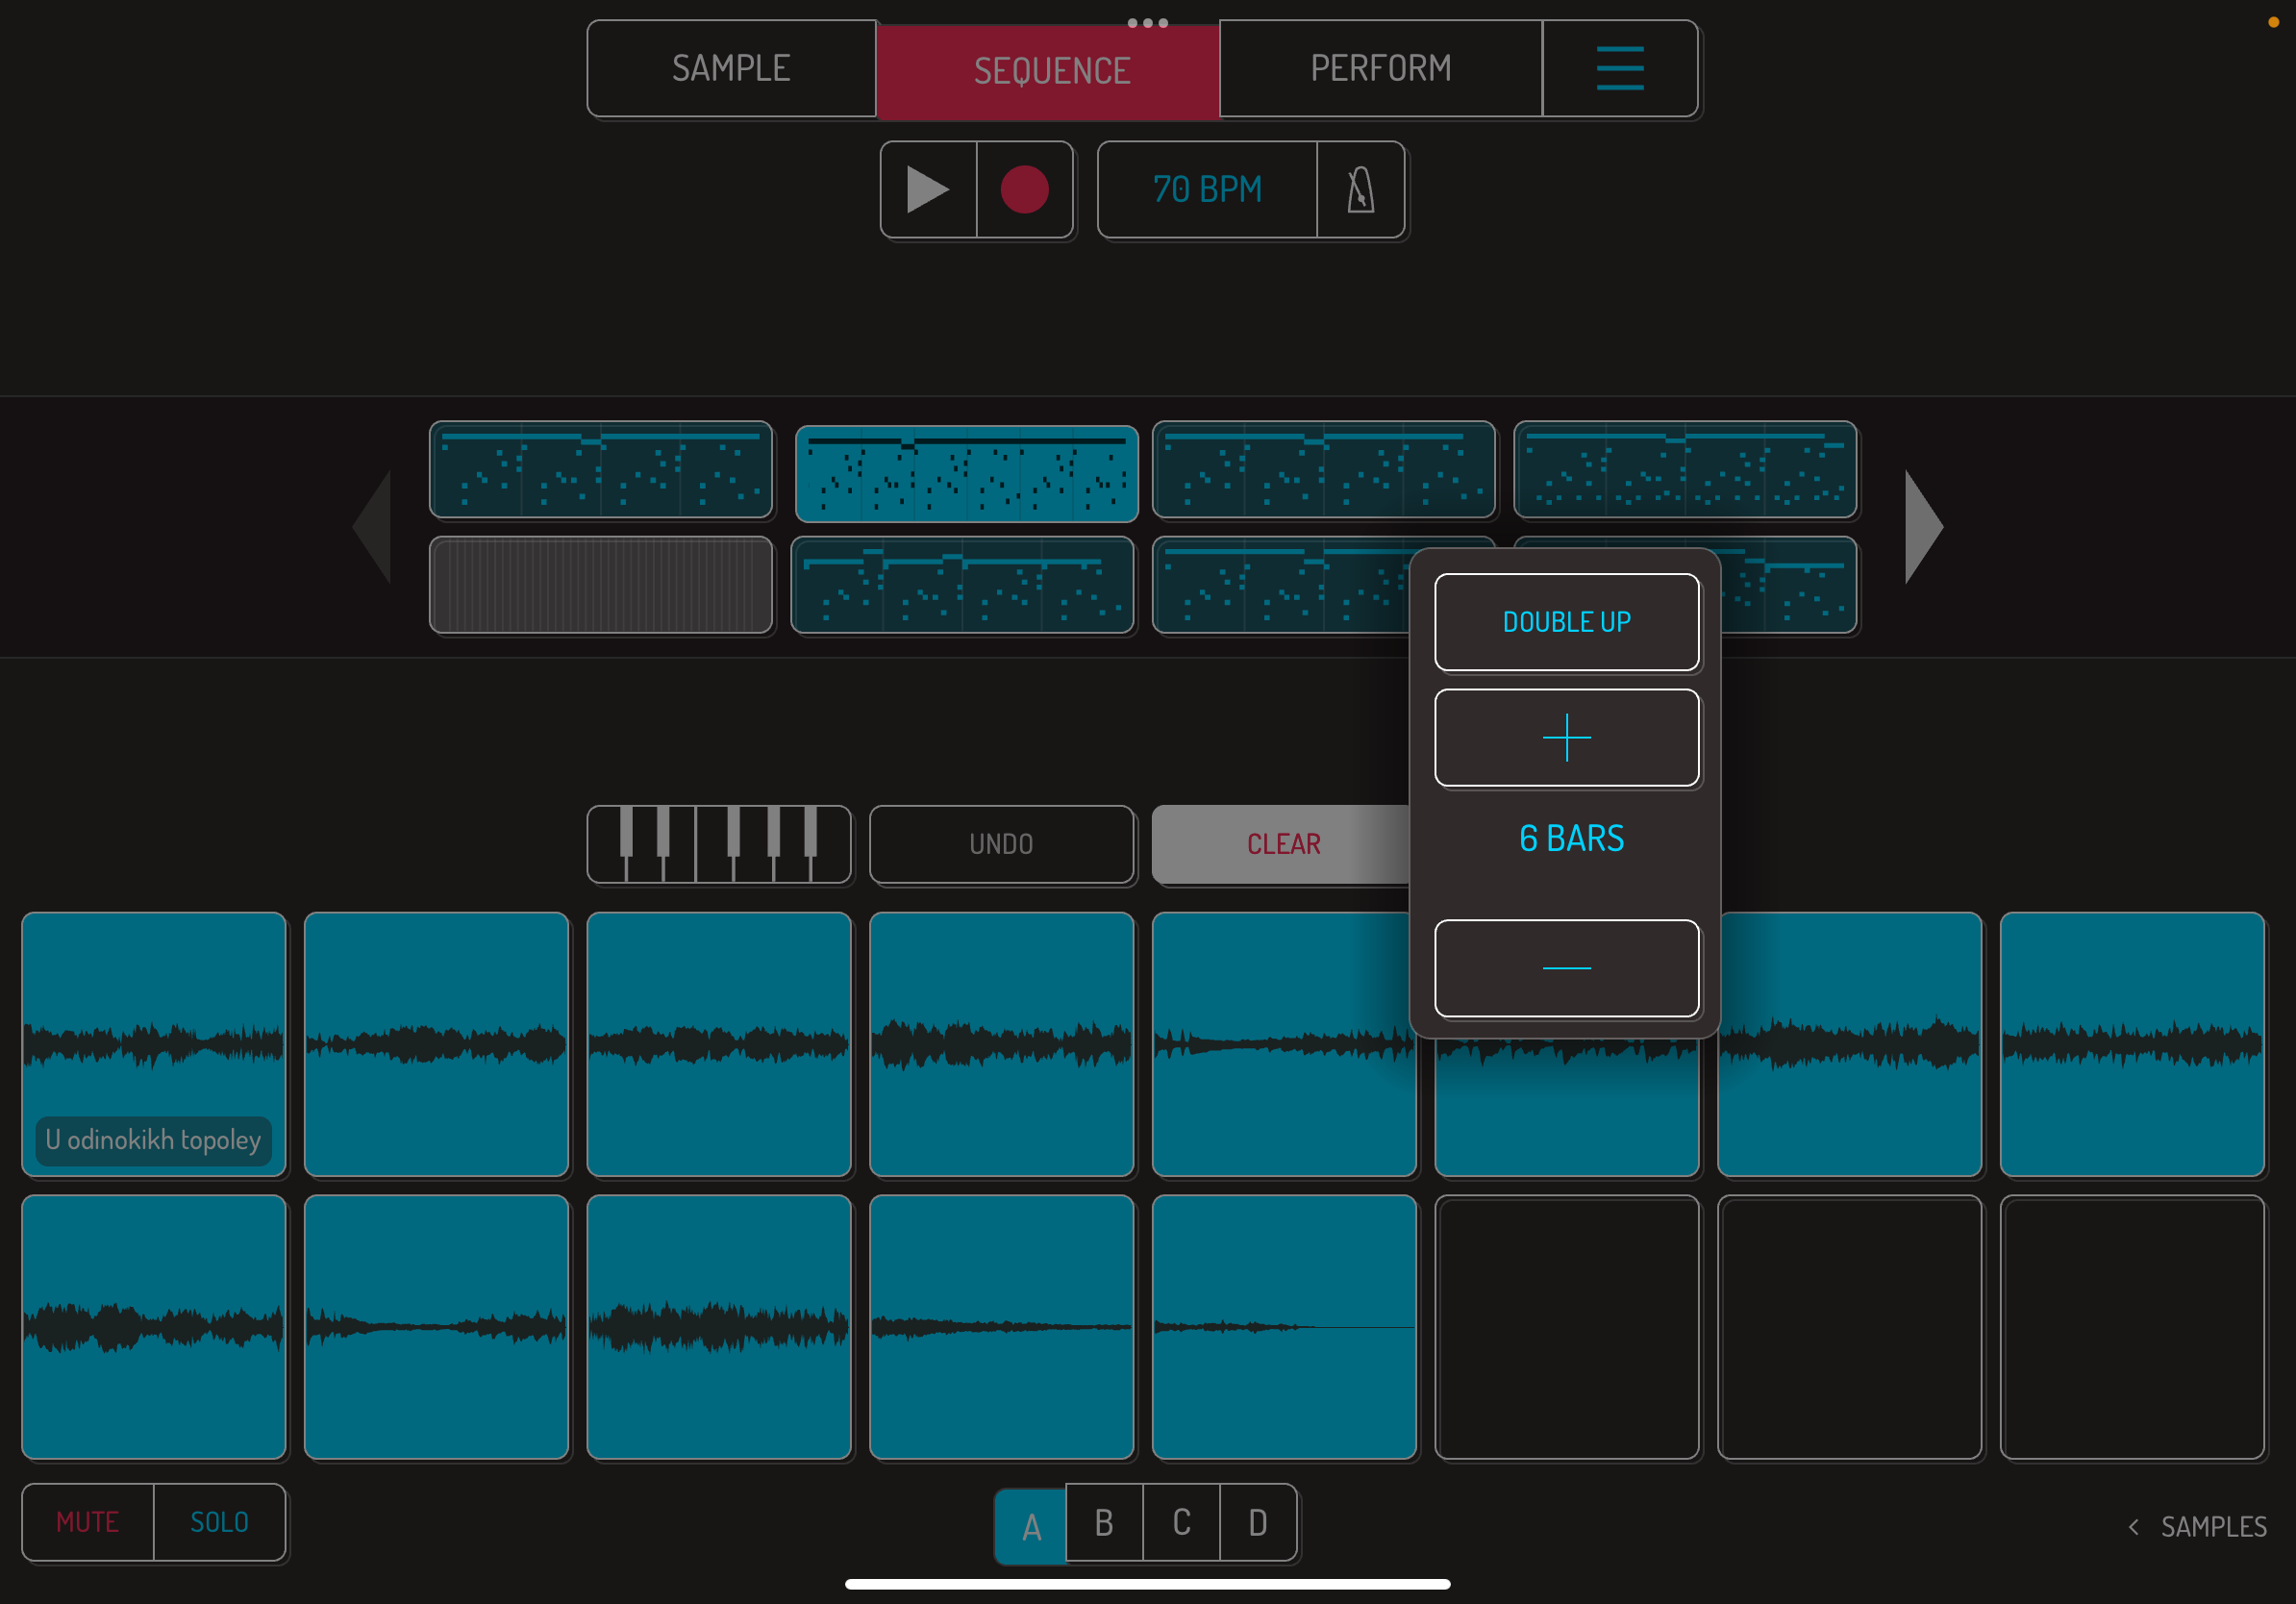 SAMPLE
SEQUENCE
PERFORM
70 BPM
DOUBLE UP
6 BARS
UNDO
CLEAR
U odinokikh topoley
MUTE
SOLO
A
B
C
D
SAMPLES